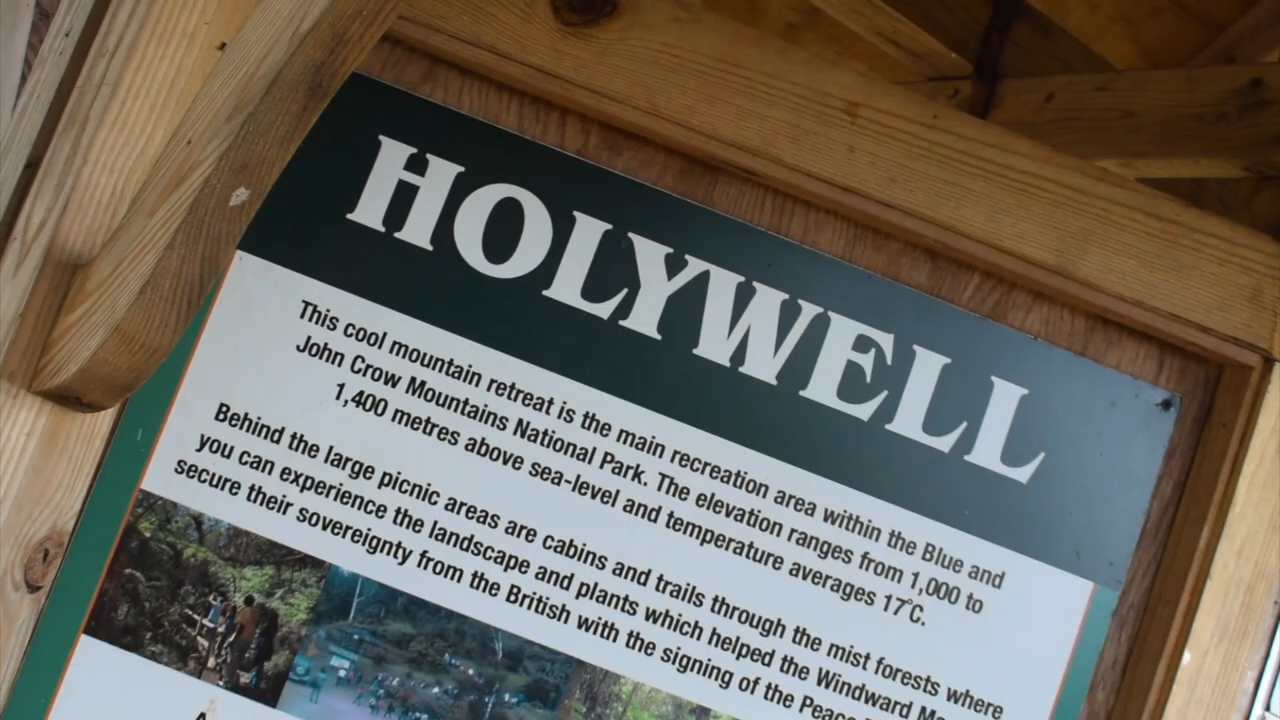 HOLYWELL
This cool mountain retreat is the main recreation area within the Blue and
John Crow Mountains National Park. The elevation ranges from 1,000 to
1,400 metres above sea-level and temperature averages 17°C.
Behind the large picnic areas are cabins and trails through the mist forests where
you can experience the landscape and plants which helped the Windward
secure their sovereignty from the British with the signing of the Peace